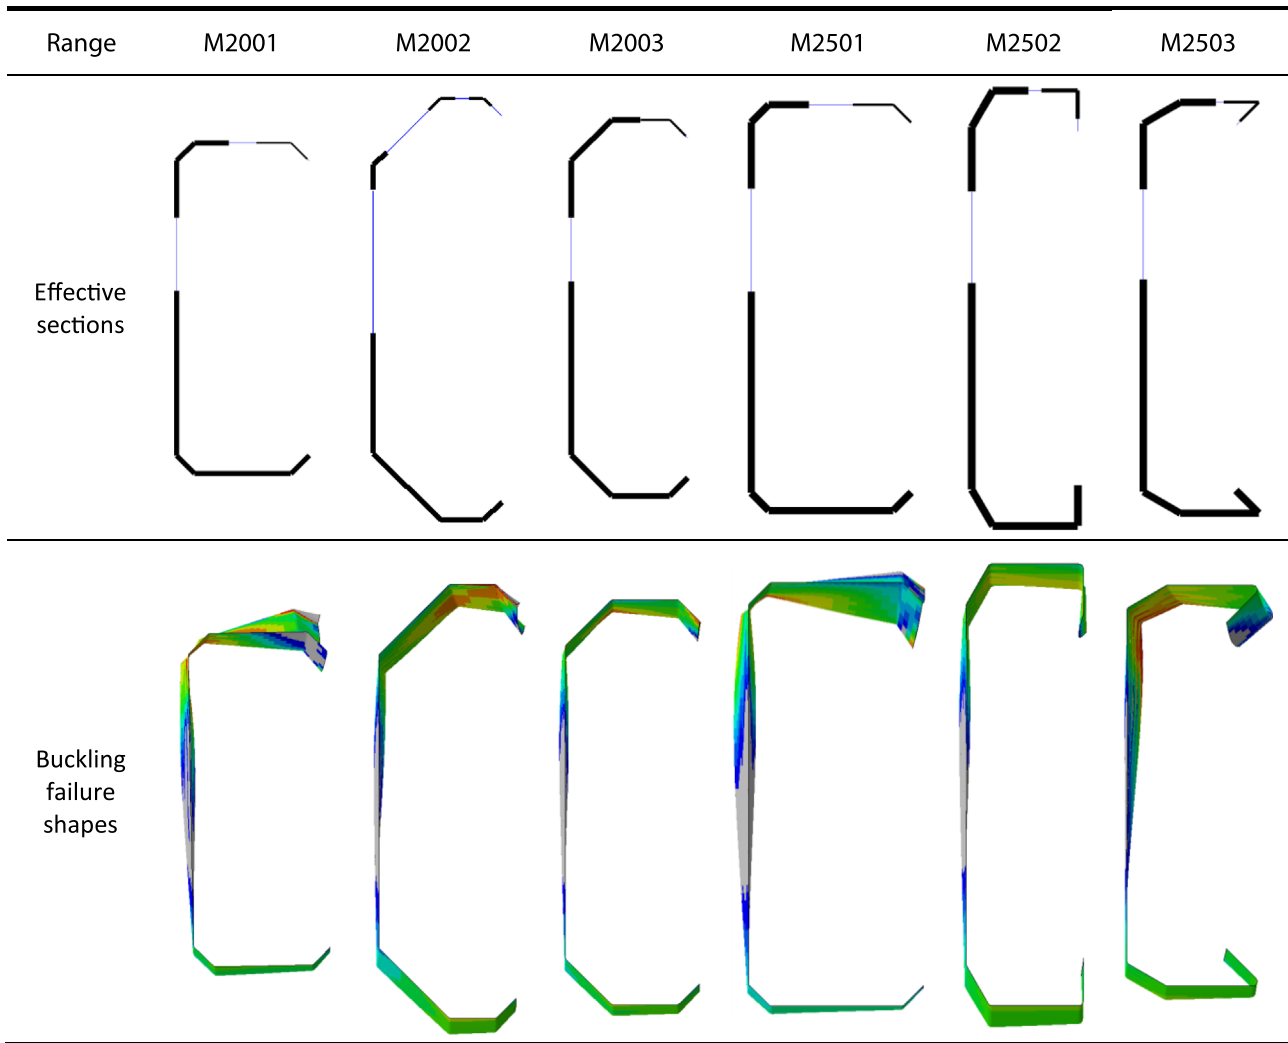 Range M2001 M2002 M2003 M2501 M2502 M2503
Effective
sections
Buckling
failure
shapes